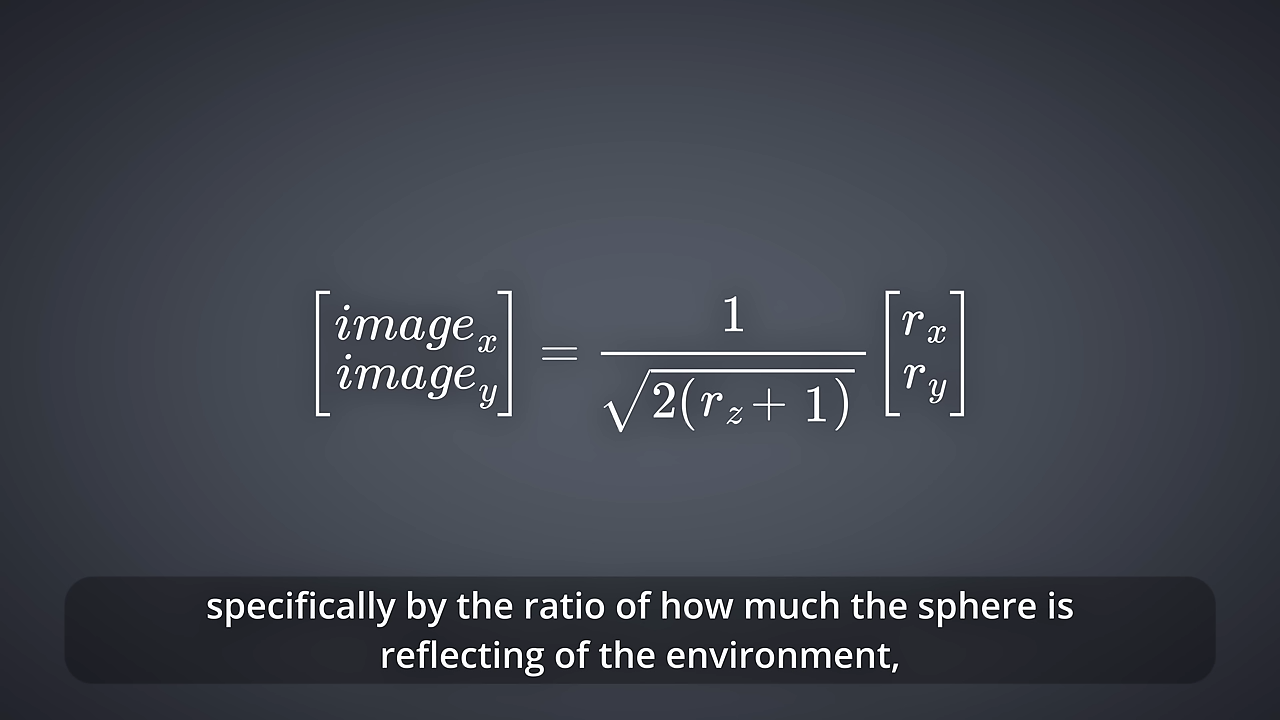 [image_x
image_y] = 1/√(2(r_z + 1)) [r_x
r_y]
specifically by the ratio of how much the sphere is
reflecting of the environment,